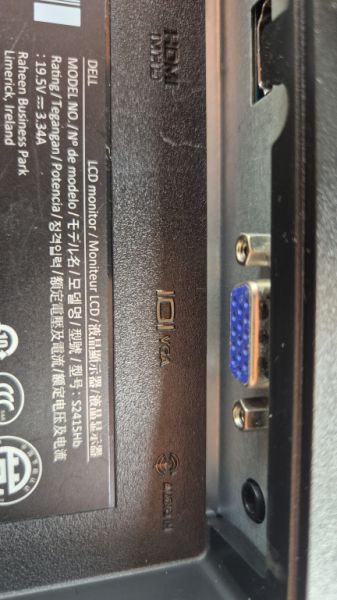 DELL LCD monitor / Moniteur LCD / 液晶顯示器 / 液晶显示器
MODEL NO. / Nº de modelo / モデル名 / 모델명 / 型號 / 型号 : S2415Hb
Rating / Tegangan / Potencia / 정격입력 / 額定電壓及電流 / 额定电压及电流
: 19.5V ⎓ 3.34A
Raheen Business Park
Limerick, Ireland
HDMI
(MHL)
VGA
AUDIO IN